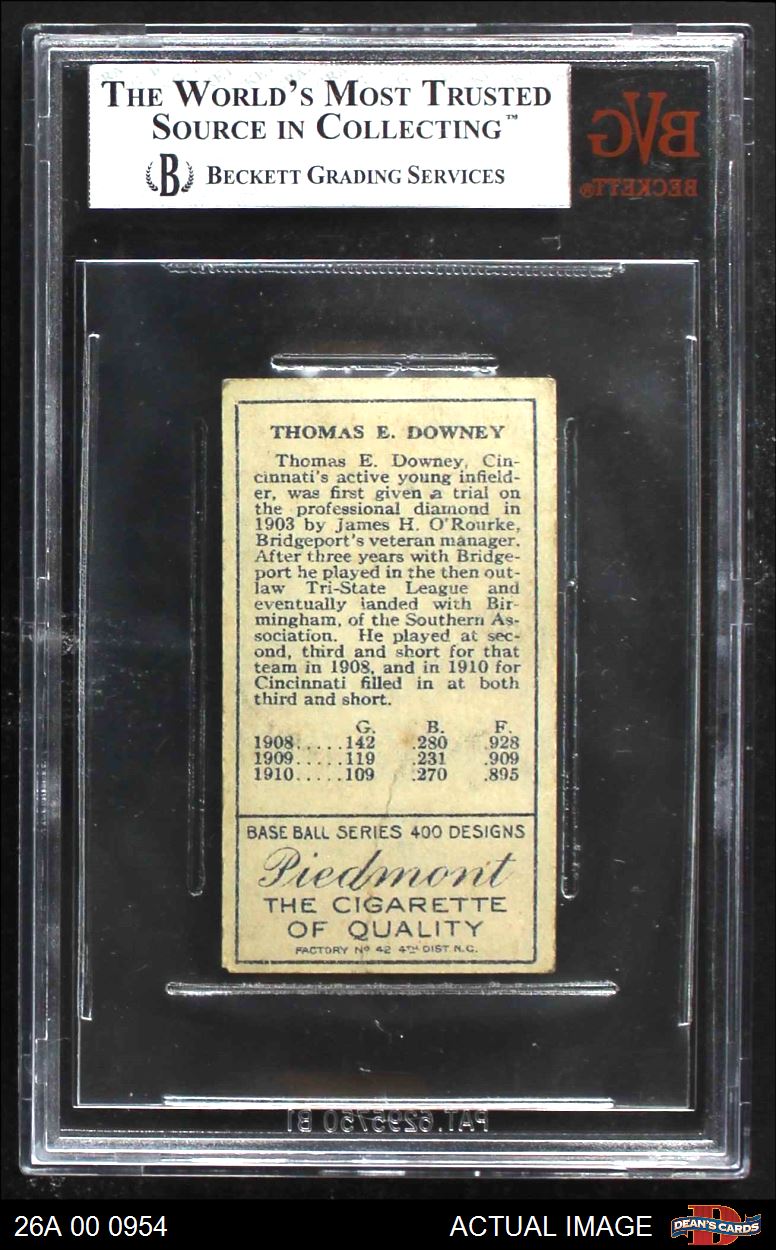 THE WORLD'S MOST TRUSTED
SOURCE IN COLLECTING™
B BECKETT GRADING SERVICES
BVG
BECKETT®
THOMAS E. DOWNEY
Thomas E. Downey, Cin-
cinnati's active young infield-
er, was first given a trial on
the professional diamond in
1903 by James H. O'Rourke,
Bridgeport's veteran manager.
After three years with Bridge-
port he played in the then out-
law Tri-State League and
eventually landed with Bir-
mingham, of the Southern As-
sociation. He played at sec-
ond, third and short for that
team in 1908, and in 1910 for
Cincinnati filled in at both
third and short.
G. B. F.
1908.....142 .280 .928
1909.....119 .231 .909
1910.....109 .270 .895
BASE BALL SERIES 400 DESIGNS
Piedmont
THE CIGARETTE
OF QUALITY
FACTORY Nº 42 4TH DIST. N.C.
PAT.6295750 B1
26A 00 0954
ACTUAL IMAGE
D
DEAN'S CARDS